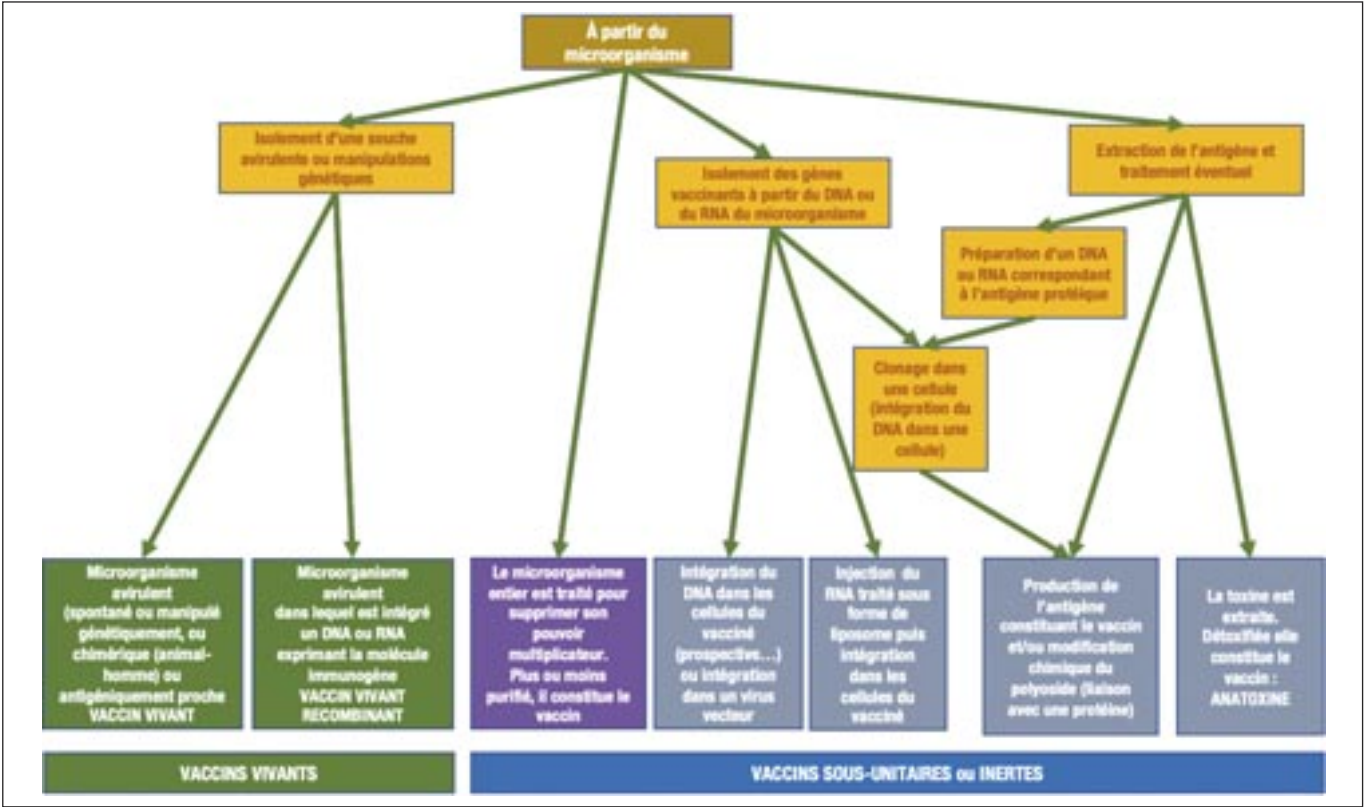 À partir du
microorganisme
Isolement d'une souche
avirulente ou manipulations
génétiques
Isolement des gènes
vaccinants à partir du DNA ou
du RNA du microorganisme
Extraction de l'antigène et
traitement éventuel
Préparation d'un DNA
ou RNA correspondant
à l'antigène protéique
Clonage dans
une cellule
(intégration du
DNA dans une
cellule)
Microorganisme
avirulent
(spontané ou manipulé
génétiquement, ou
chimérique (animal-
homme) ou
antigéniquement proche
VACCIN VIVANT
Microorganisme
avirulent
dans lequel est intégré
un DNA ou RNA
exprimant la molécule
immunogène
VACCIN VIVANT
RECOMBINANT
Le microorganisme
entier est traité pour
supprimer son
pouvoir
multiplicateur.
Plus ou moins
purifié, il constitue le
vaccin
Intégration du
DNA dans les
cellules du
vacciné
(prospective...)
ou intégration
dans un virus
vecteur
Injection du
RNA traité sous
forme de
liposome puis
intégration
dans les
cellules du
vacciné
Production de
l'antigène
constituant le vaccin
et/ou modification
chimique du
polyoside (liaison
avec une protéine)
La toxine est
extraite.
Détoxifiée elle
constitue le
vaccin :
ANATOXINE
VACCINS VIVANTS
VACCINS SOUS-UNITAIRES ou INERTES